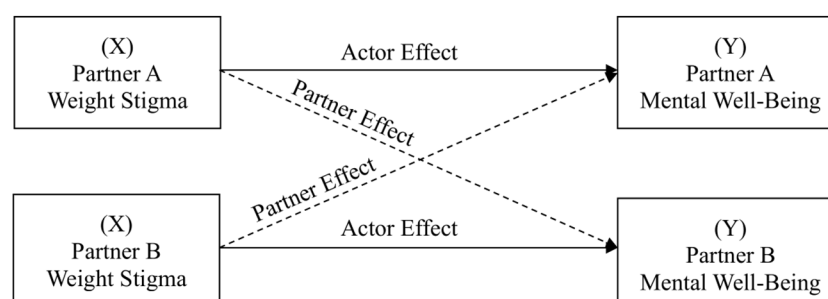 (X)
Partner A
Weight Stigma
Actor Effect
(Y)
Partner A
Mental Well-Being
Partner Effect
Partner Effect
(X)
Partner B
Weight Stigma
Actor Effect
(Y)
Partner B
Mental Well-Being